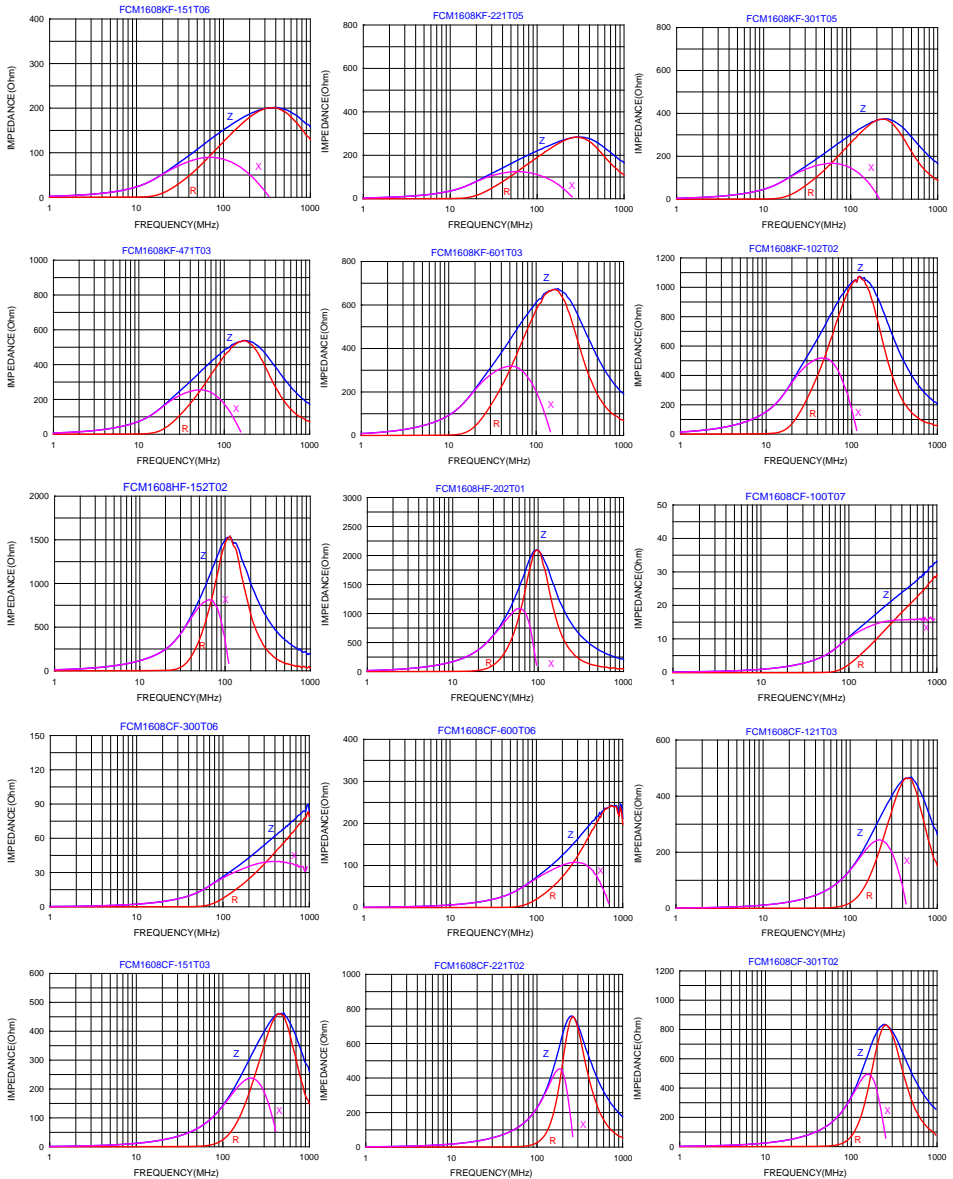 FCM1608KF-151T06
IMPEDANCE(Ohm)
400
300
200
100
0
Z
R
X
1
10
100
1000
FREQUENCY(MHz)
FCM1608KF-221T05
IMPEDANCE(Ohm)
800
600
400
200
0
Z
R
X
1
10
100
1000
FREQUENCY(MHz)
FCM1608KF-301T05
IMPEDANCE(Ohm)
800
600
400
200
0
Z
R
X
1
10
100
1000
FREQUENCY(MHz)
FCM1608KF-471T03
IMPEDANCE(Ohm)
1000
800
600
400
200
0
Z
R
X
1
10
100
1000
FREQUENCY(MHz)
FCM1608KF-601T03
IMPEDANCE(Ohm)
800
600
400
200
0
Z
R
X
1
10
100
1000
FREQUENCY(MHz)
FCM1608KF-102T02
IMPEDANCE(Ohm)
1200
1000
800
600
400
200
0
Z
R
X
1
10
100
1000
FREQUENCY(MHz)
FCM1608HF-152T02
IMPEDANCE(Ohm)
2000
1500
1000
500
0
Z
X
R
1
10
100
1000
FREQUENCY(MHz)
FCM1608HF-202T01
IMPEDANCE(Ohm)
3000
2500
2000
1500
1000
500
0
Z
R
X
1
10
100
1000
FREQUENCY(MHz)
FCM1608CF-100T07
IMPEDANCE(Ohm)
50
40
30
20
10
0
Z
X
R
1
10
100
1000
FREQUENCY(MHz)
FCM1608CF-300T06
IMPEDANCE(Ohm)
150
120
90
60
30
0
Z
X
R
1
10
100
1000
FREQUENCY(MHz)
FCM1608CF-600T06
IMPEDANCE(Ohm)
400
300
200
100
0
Z
X
R
1
10
100
1000
FREQUENCY(MHz)
FCM1608CF-121T03
IMPEDANCE(Ohm)
600
400
200
0
Z
X
R
1
10
100
1000
FREQUENCY(MHz)
FCM1608CF-151T03
IMPEDANCE(Ohm)
600
500
400
300
200
100
0
Z
X
R
1
10
100
1000
FREQUENCY(MHz)
FCM1608CF-221T02
IMPEDANCE(Ohm)
1000
800
600
400
200
0
Z
X
R
1
10
100
1000
FREQUENCY(MHz)
FCM1608CF-301T02
IMPEDANCE(Ohm)
1200
1000
800
600
400
200
0
Z
X
R
1
10
100
1000
FREQUENCY(MHz)